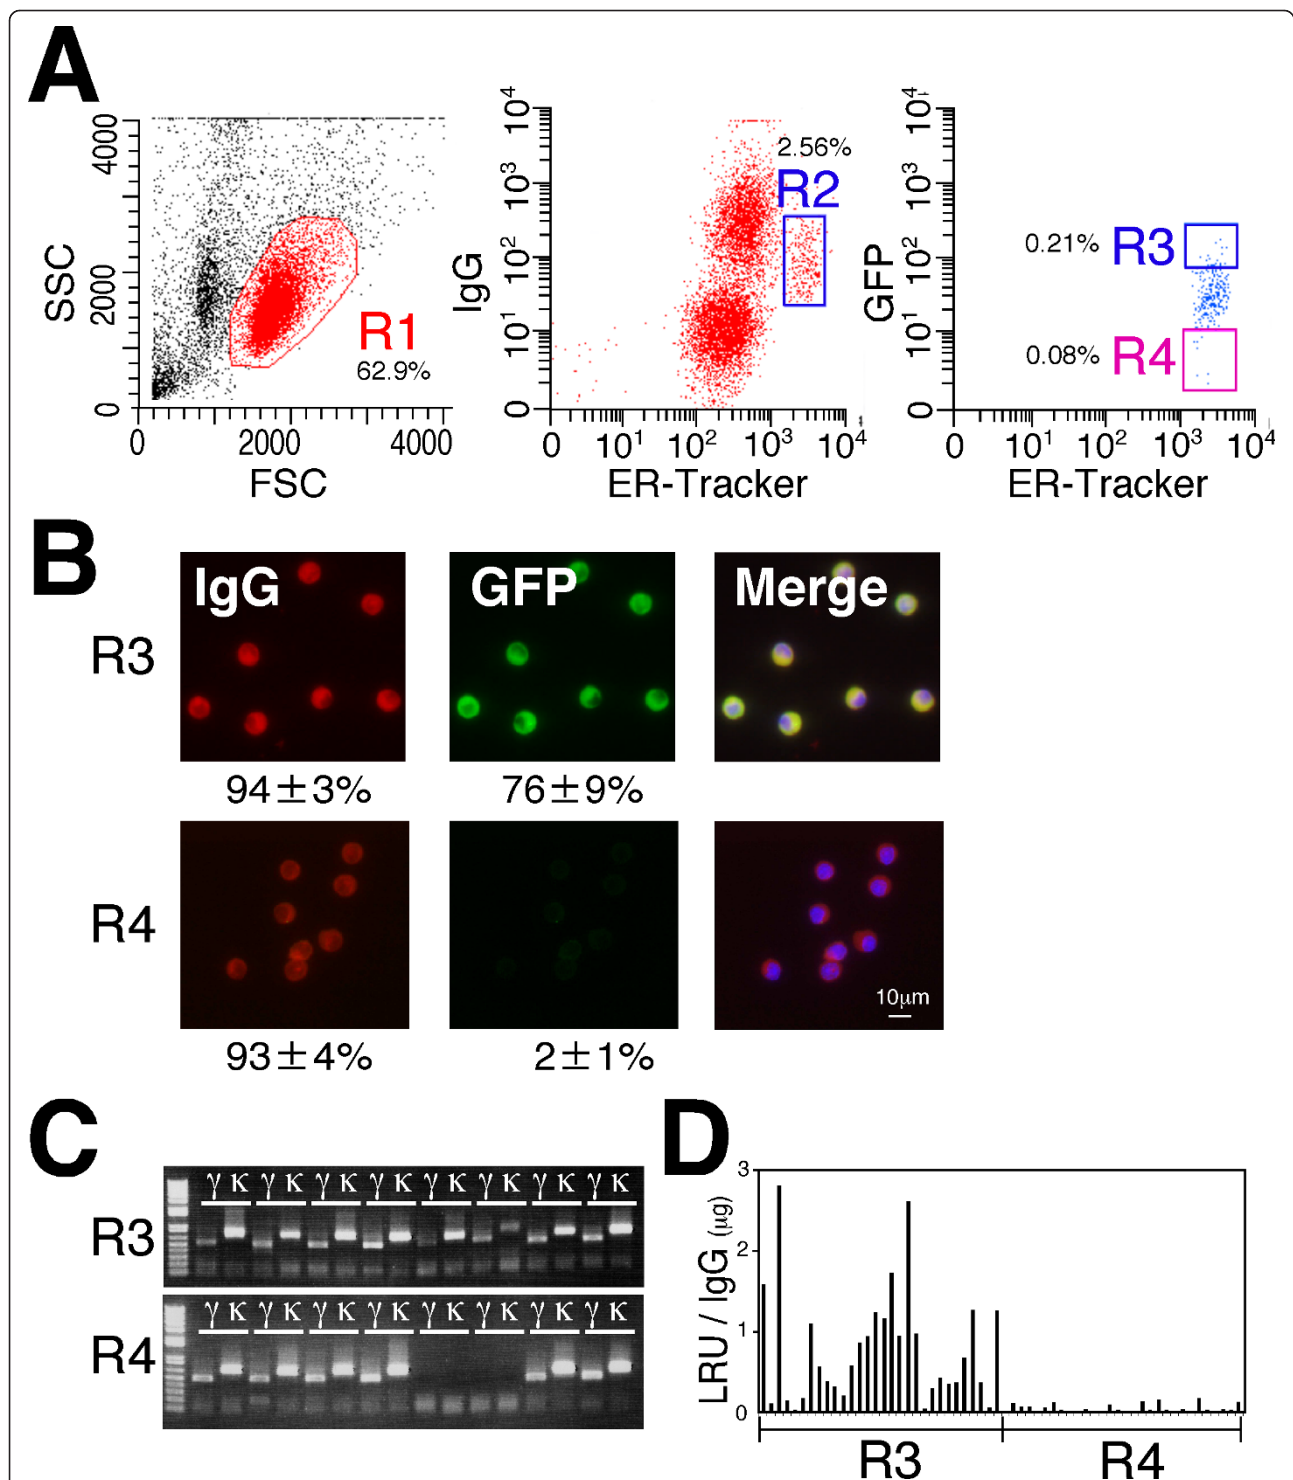 A
4000
2000
0
SSC
0 2000 4000
FSC
R1
62.9%
10⁴
10³
10²
10¹
0
IgG
0 10¹ 10² 10³ 10⁴
ER-Tracker
2.56%
R2
10⁴
10³
10²
10¹
0
GFP
0 10¹ 10² 10³ 10⁴
ER-Tracker
0.21% R3
0.08% R4
B
IgG GFP Merge
R3
94±3% 76±9%
R4
10μm
93±4% 2±1%
C
γ κ γ κ γ κ γ κ γ κ γ κ γ κ γ κ
R3
γ κ γ κ γ κ γ κ γ κ γ κ γ κ γ κ
R4
D
3
2
1
0
LRU / IgG (μg)
R3 R4